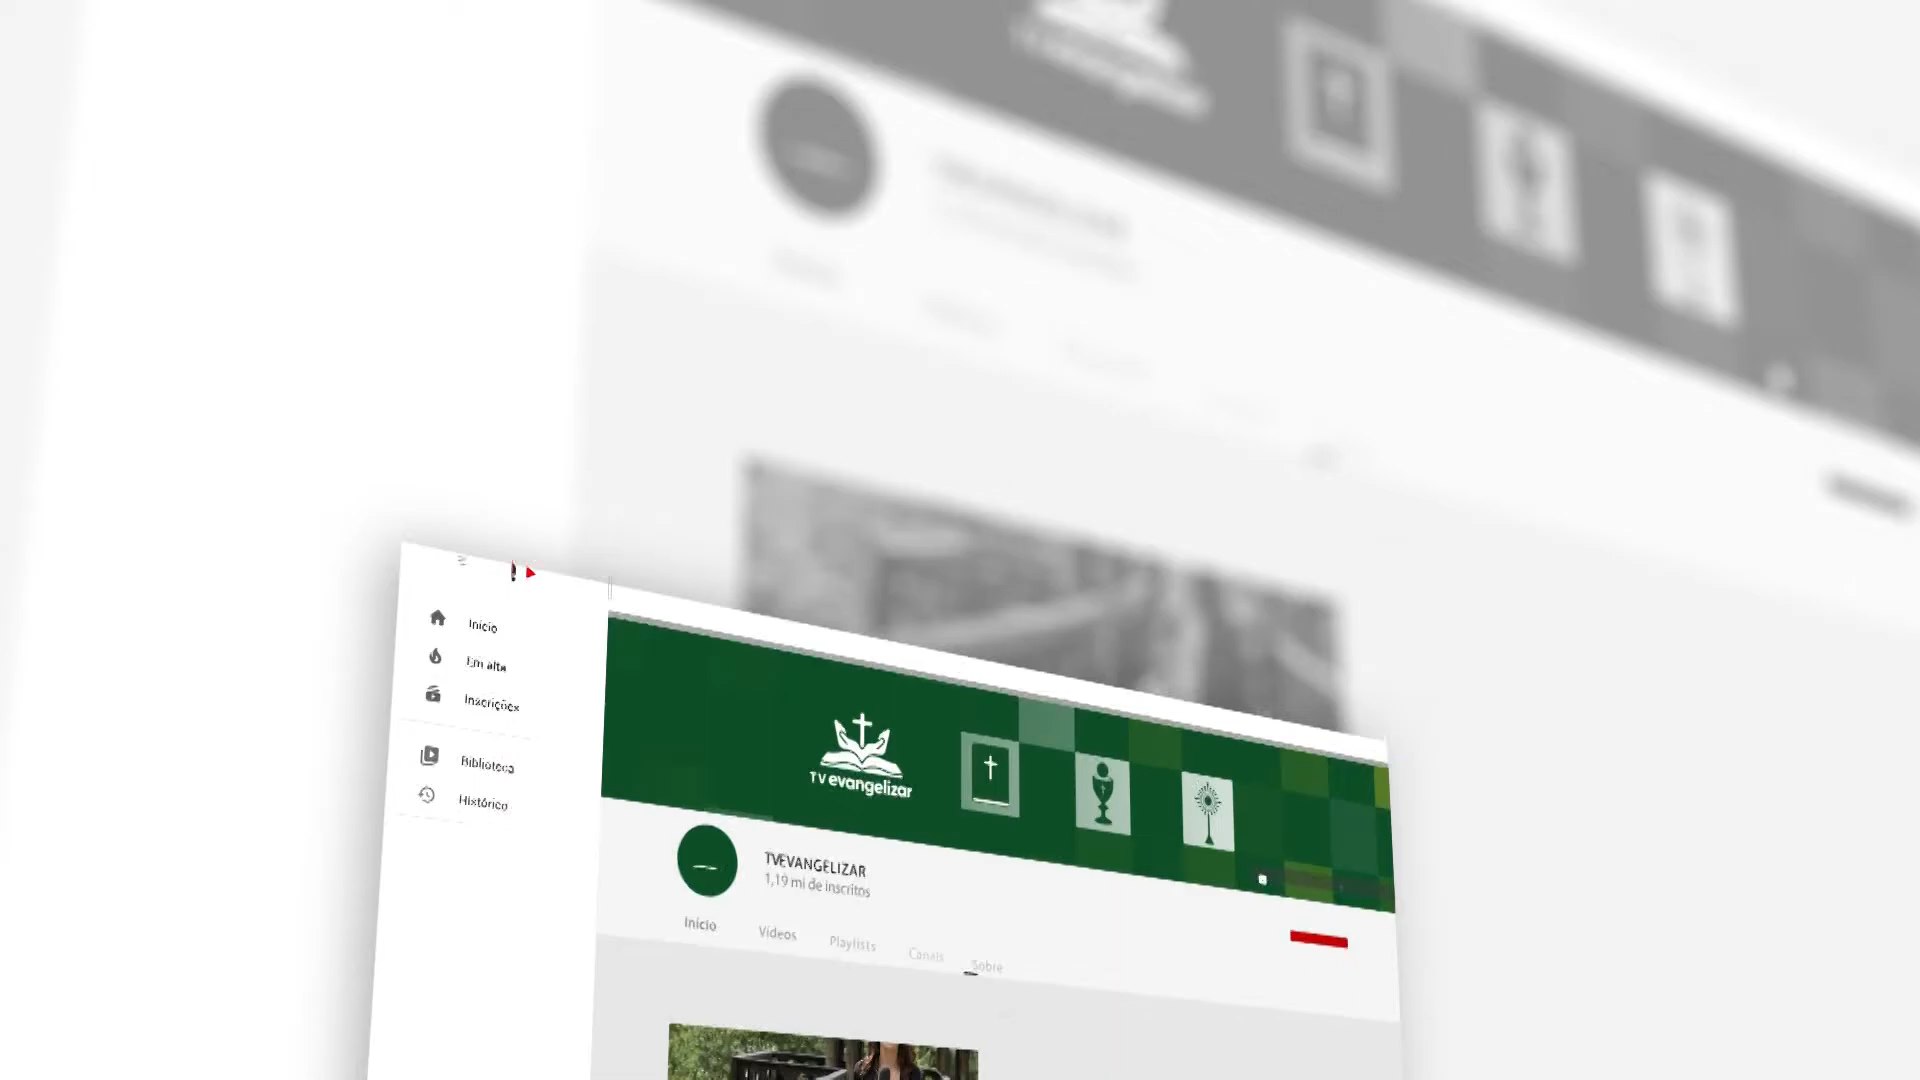 Início
Em alta
Inscrições
Biblioteca
Histórico
TV evangelizar
TVEVANGELIZAR
1,19 mi de inscritos
Início
Vídeos
Playlists
Canais
Sobre